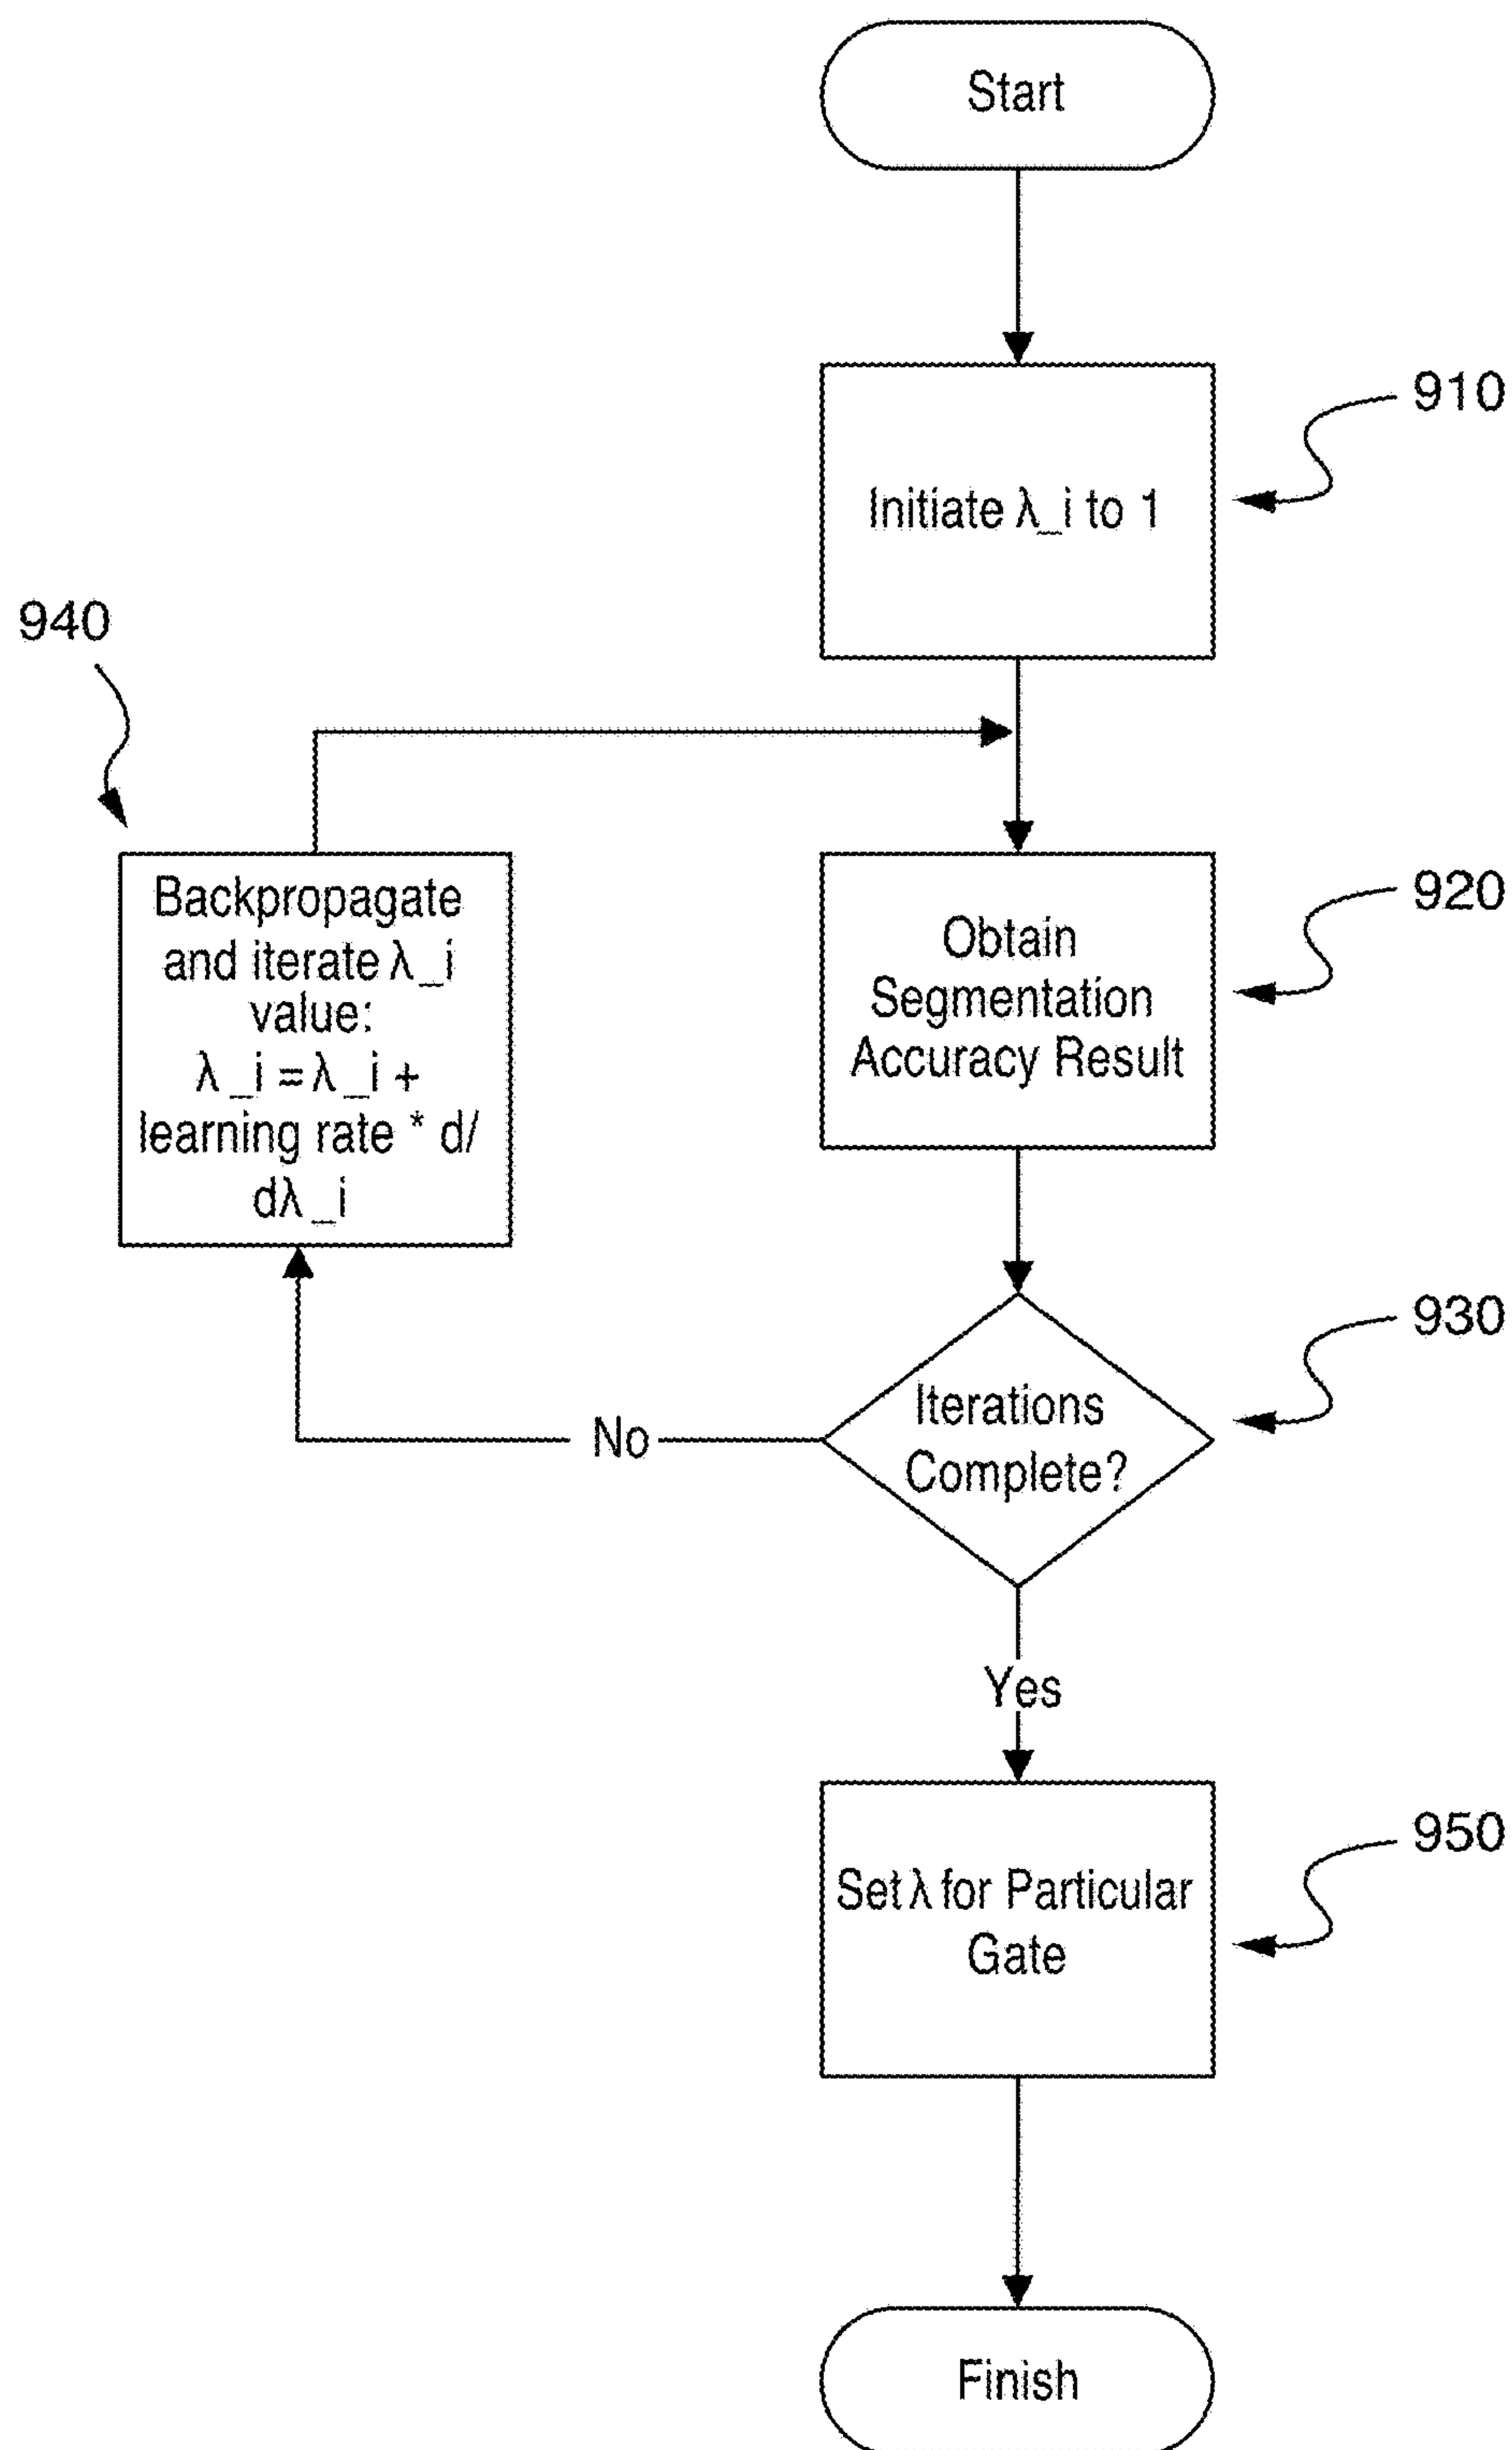 Start
910
Initiate λ_i to 1
940
Backpropagate
and iterate λ_i
value:
λ_i = λ_i +
learning rate * d/
dλ_i
920
Obtain
Segmentation
Accuracy Result
930
Iterations
Complete?
No
Yes
950
Set λ for Particular
Gate
Finish